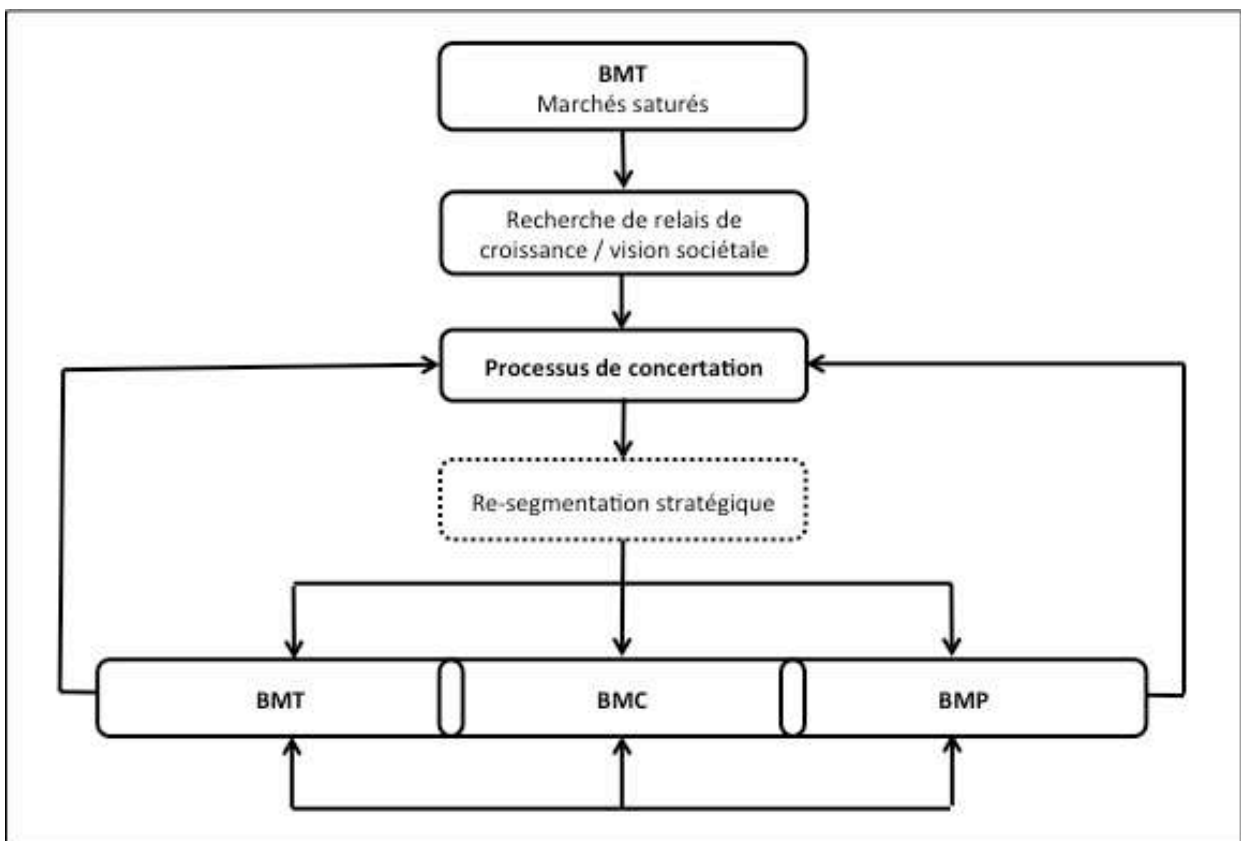 BMT
Marchés saturés
Recherche de relais de
croissance / vision sociétale
Processus de concertation
Re-segmentation stratégique
BMT
BMC
BMP